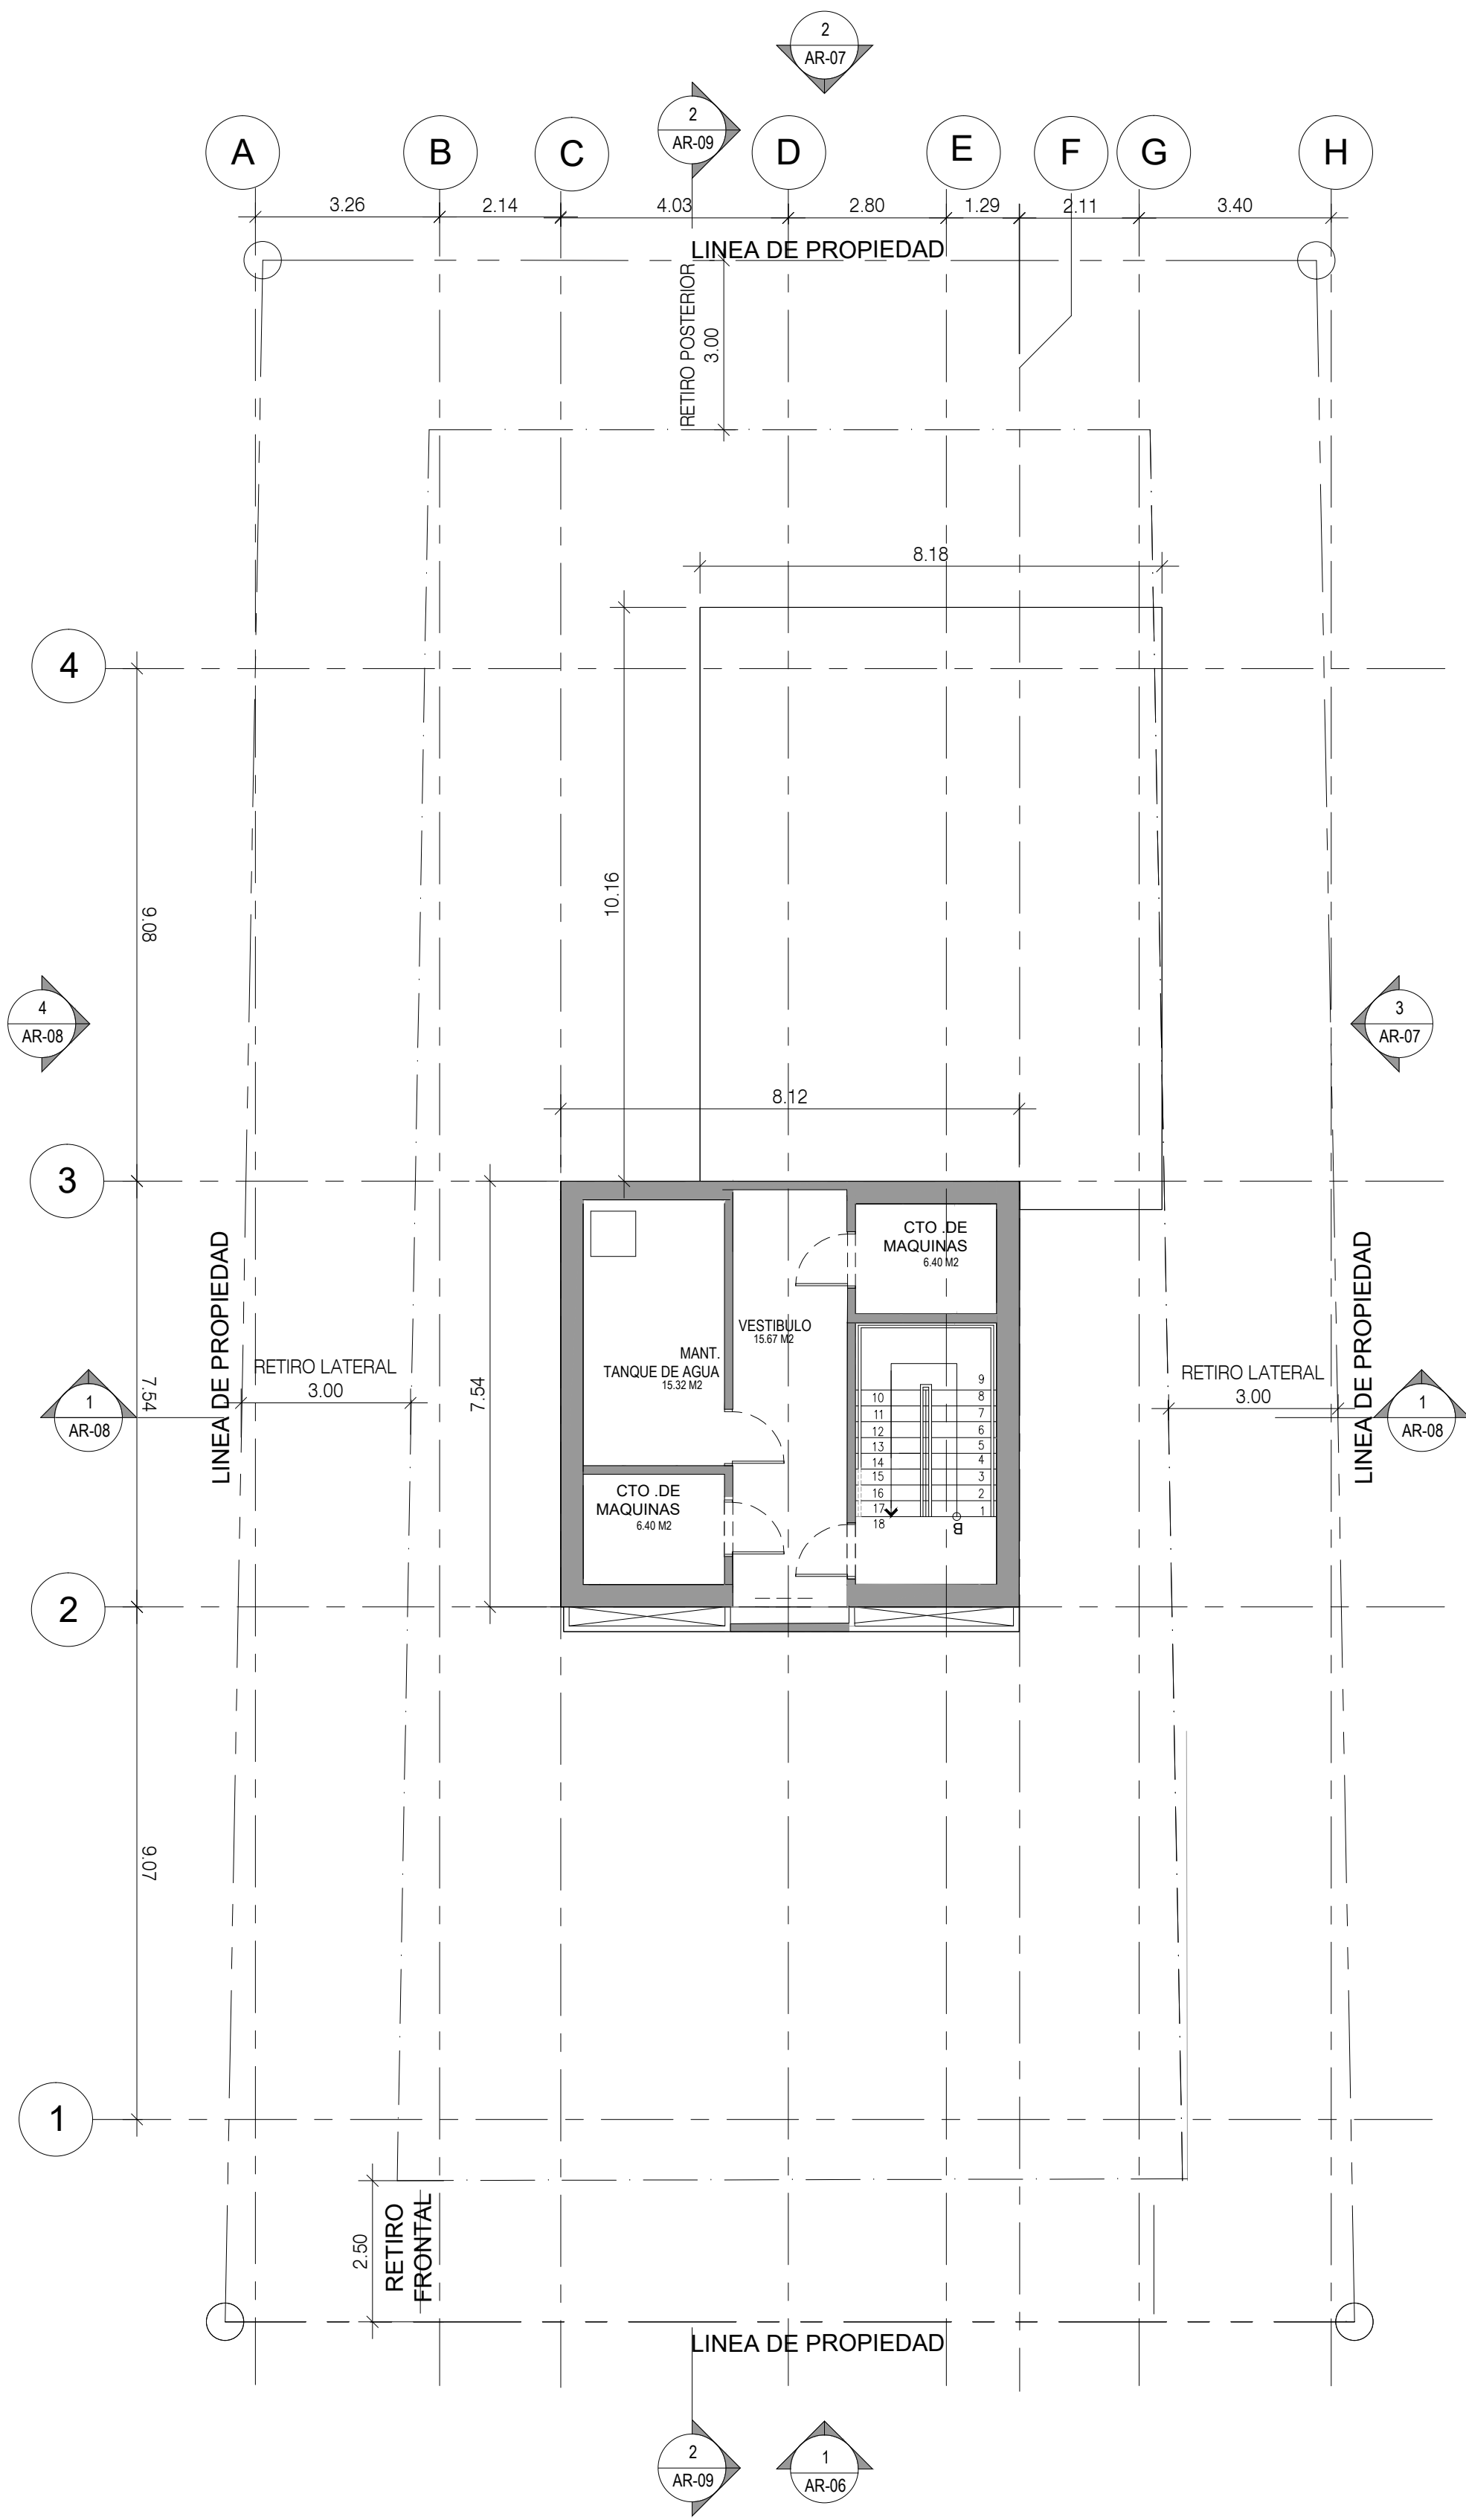 2
AR-07
2
AR-09
A
B
C
D
E
F
G
H
3.26
2.14
4.03
2.80
1.29
2.11
3.40
LINEA DE PROPIEDAD
RETIRO POSTERIOR
3.00
8.18
4
10.16
9.08
4
AR-08
3
AR-07
8.12
3
CTO .DE
MAQUINAS
6.40 M2
LINEA DE PROPIEDAD
LINEA DE PROPIEDAD
VESTIBULO
15.67 M2
MANT.
TANQUE DE AGUA
15.32 M2
RETIRO LATERAL
3.00
RETIRO LATERAL
3.00
7.54
7.54
1
AR-08
1
AR-08
9
10 8
11 7
12 6
13 5
14 4
15 3
16 2
17 1
18
B
CTO .DE
MAQUINAS
6.40 M2
2
9.07
1
2.50
RETIRO
FRONTAL
LINEA DE PROPIEDAD
2
AR-09
1
AR-06